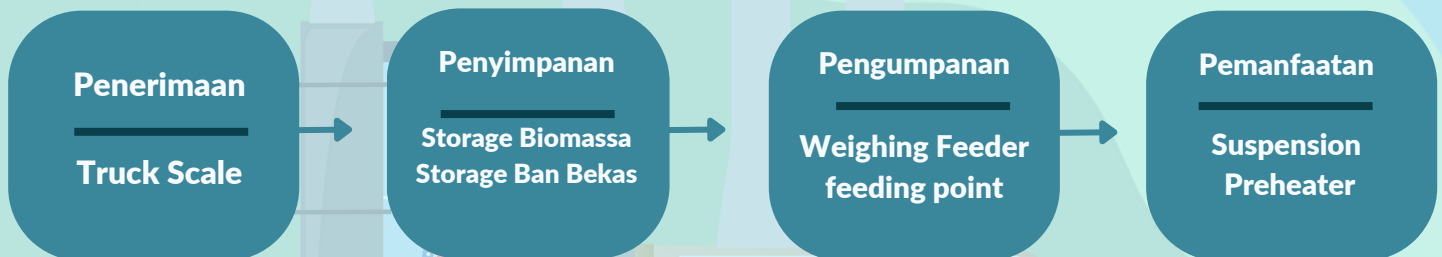 Penerimaan
Truck Scale
Penyimpanan
Storage Biomassa
Storage Ban Bekas
Pengumpanan
Weighing Feeder
feeding point
Pemanfaatan
Suspension
Preheater